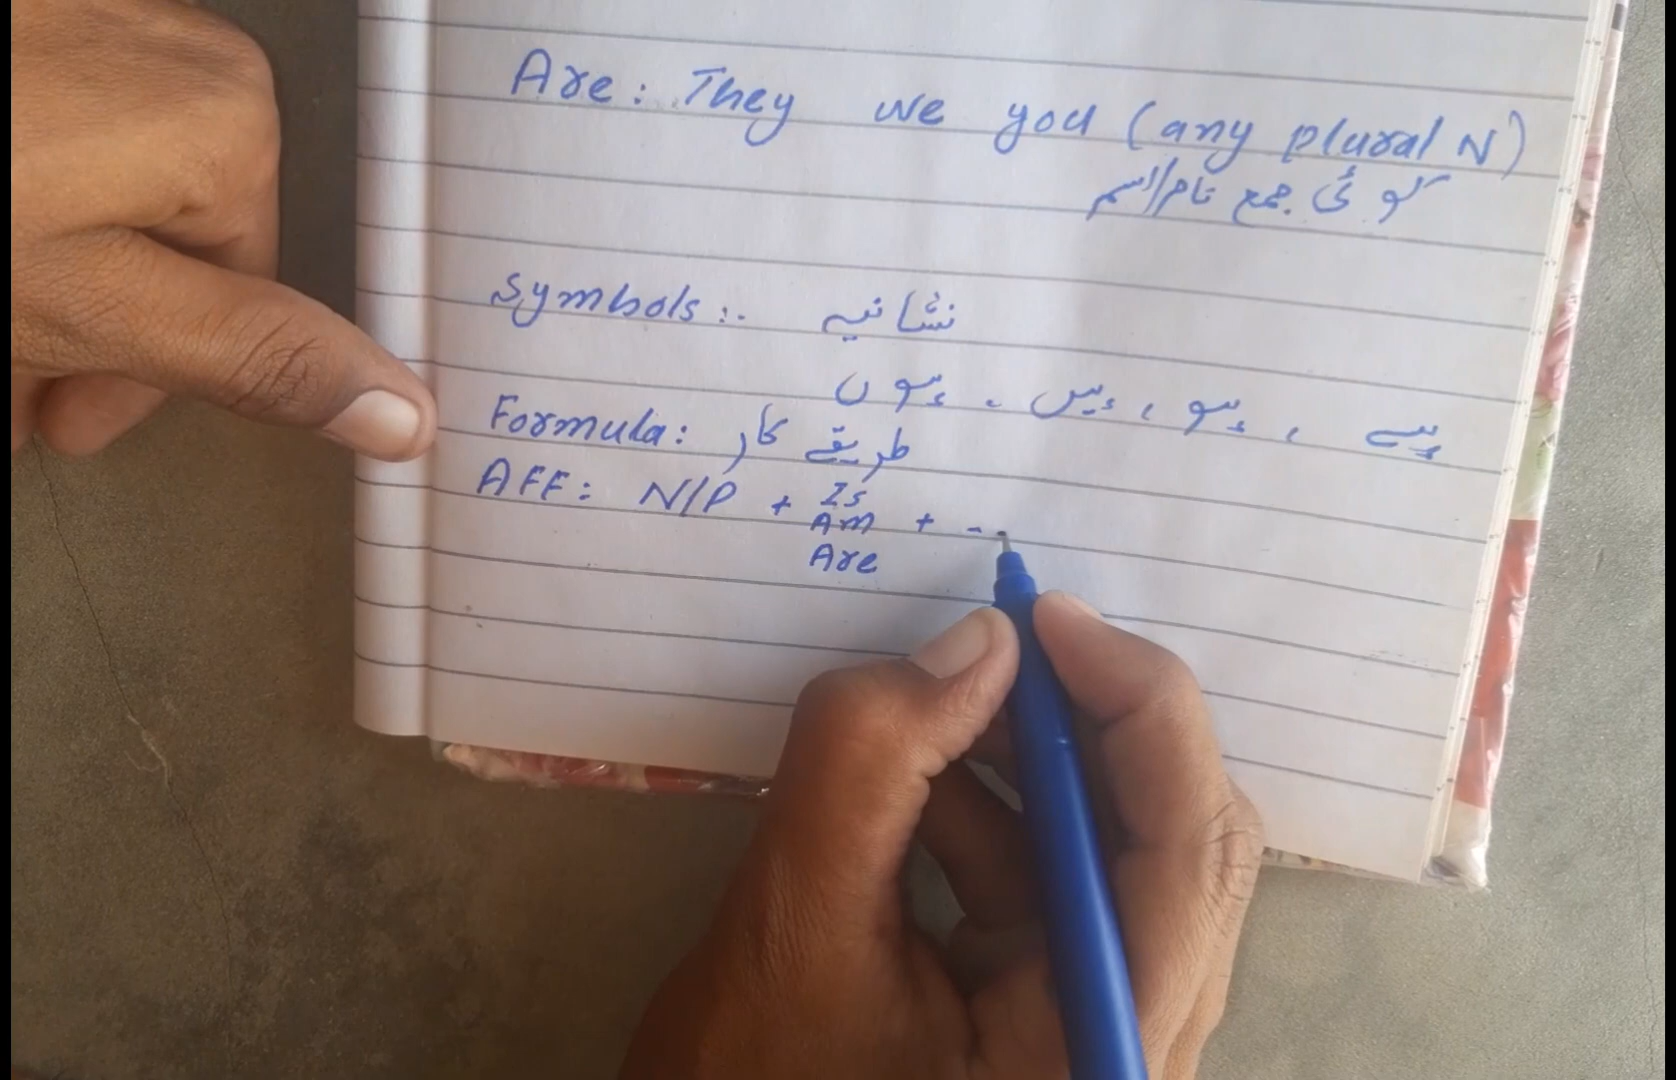 Are: They we you (any plural N)
کوئی جمع نام/اسم
Symbols :- نشانیہ
ہے ، ہو ، ہیں ، ہوں
Formula: طریقے کار
AFF: N/P + Is
Am + - .
Are